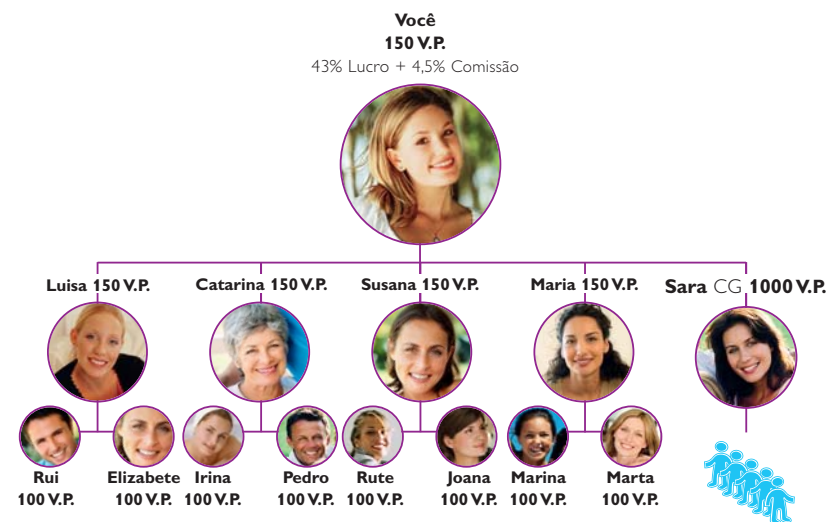 Você
150 V.P.
43% Lucro + 4,5% Comissão
Luisa 150 V.P.
Catarina 150 V.P.
Susana 150 V.P.
Maria 150 V.P.
Sara CG 1000 V.P.
Rui
100 V.P.
Elizabete
100 V.P.
Irina
100 V.P.
Pedro
100 V.P.
Rute
100 V.P.
Joana
100 V.P.
Marina
100 V.P.
Marta
100 V.P.